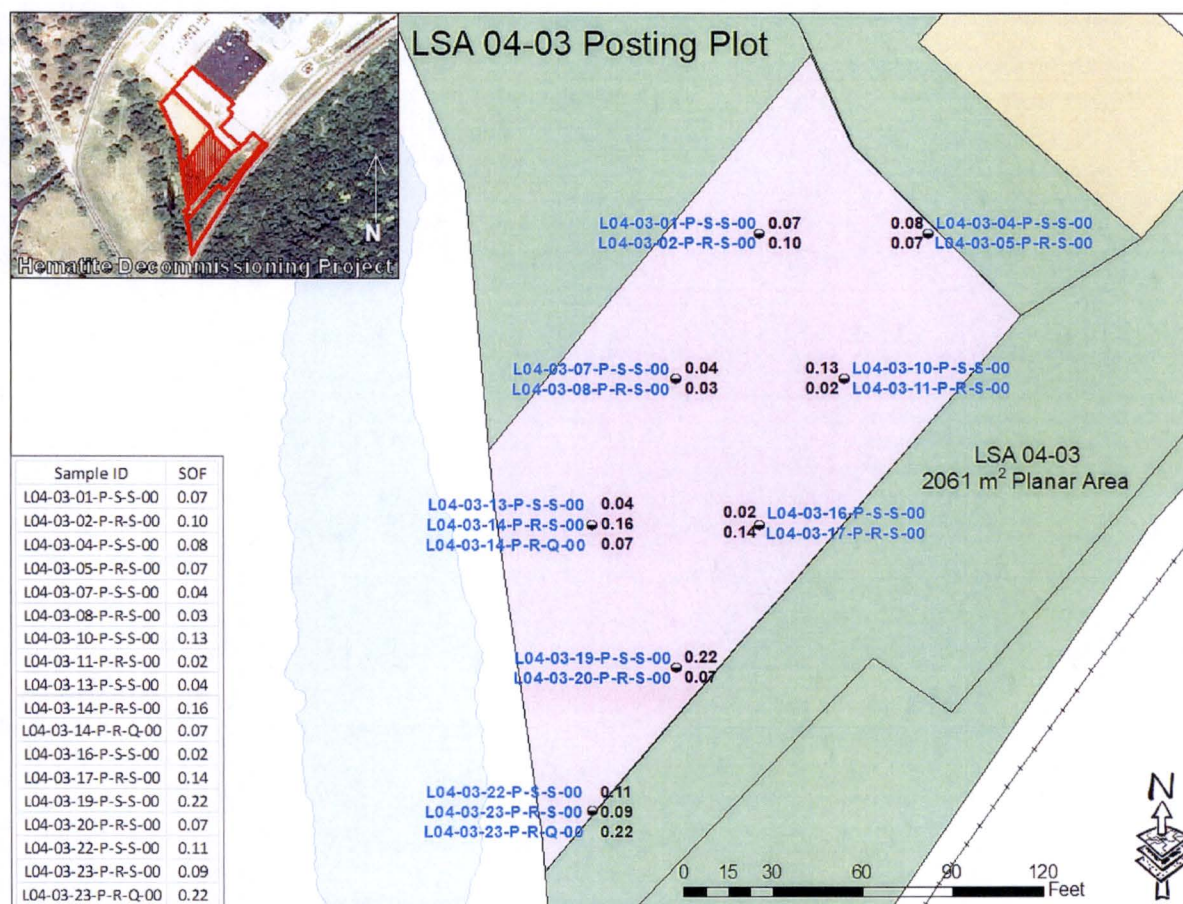 LSA 04-03 Posting Plot
N
Hematite Decommissioning Project
L04-03-01-P-S-S-00 0.07
L04-03-02-P-R-S-00 0.10
0.08 L04-03-04-P-S-S-00
0.07 L04-03-05-P-R-S-00
L04-03-07-P-S-S-00 0.04
L04-03-08-P-R-S-00 0.03
0.13 L04-03-10-P-S-S-00
0.02 L04-03-11-P-R-S-00
LSA 04-03
2061 m² Planar Area
L04-03-13-P-S-S-00 0.04
L04-03-14-P-R-S-00 0.16
L04-03-14-P-R-Q-00 0.07
0.02 L04-03-16-P-S-S-00
0.14 L04-03-17-P-R-S-00
L04-03-19-P-S-S-00 0.22
L04-03-20-P-R-S-00 0.07
L04-03-22-P-S-S-00 0.11
L04-03-23-P-R-S-00 0.09
L04-03-23-P-R-Q-00 0.22
Sample ID SOF
L04-03-01-P-S-S-00 0.07
L04-03-02-P-R-S-00 0.10
L04-03-04-P-S-S-00 0.08
L04-03-05-P-R-S-00 0.07
L04-03-07-P-S-S-00 0.04
L04-03-08-P-R-S-00 0.03
L04-03-10-P-S-S-00 0.13
L04-03-11-P-R-S-00 0.02
L04-03-13-P-S-S-00 0.04
L04-03-14-P-R-S-00 0.16
L04-03-14-P-R-Q-00 0.07
L04-03-16-P-S-S-00 0.02
L04-03-17-P-R-S-00 0.14
L04-03-19-P-S-S-00 0.22
L04-03-20-P-R-S-00 0.07
L04-03-22-P-S-S-00 0.11
L04-03-23-P-R-S-00 0.09
L04-03-23-P-R-Q-00 0.22
0 15 30 60 90 120
Feet
N